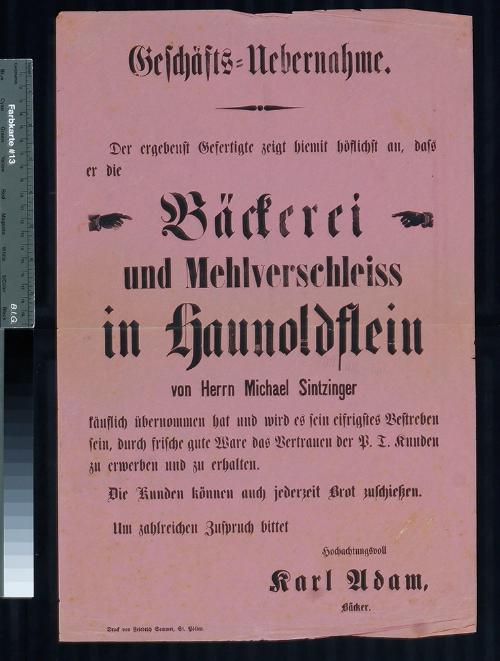 Geschäfts-Uebernahme.
Der ergebenst Gefertigte zeigt hiemit höflichst an, dass
er die
Bäckerei
und Mehlverschleiss
in Haunoldstein
von Herrn Michael Sintzinger
käuflich übernommen hat und wird es sein eifrigstes Bestreben
sein, durch frische gute Ware das Vertrauen der P. T. Kunden
zu erwerben und zu erhalten.
Die Kunden können auch jederzeit Brot zuschießen.
Um zahlreichen Zuspruch bittet
Hochachtungsvoll
Karl Adam,
Bäcker.
Druck von Friedrich Sommer, St. Pölten.
Farbkarte #13
B.I.G.